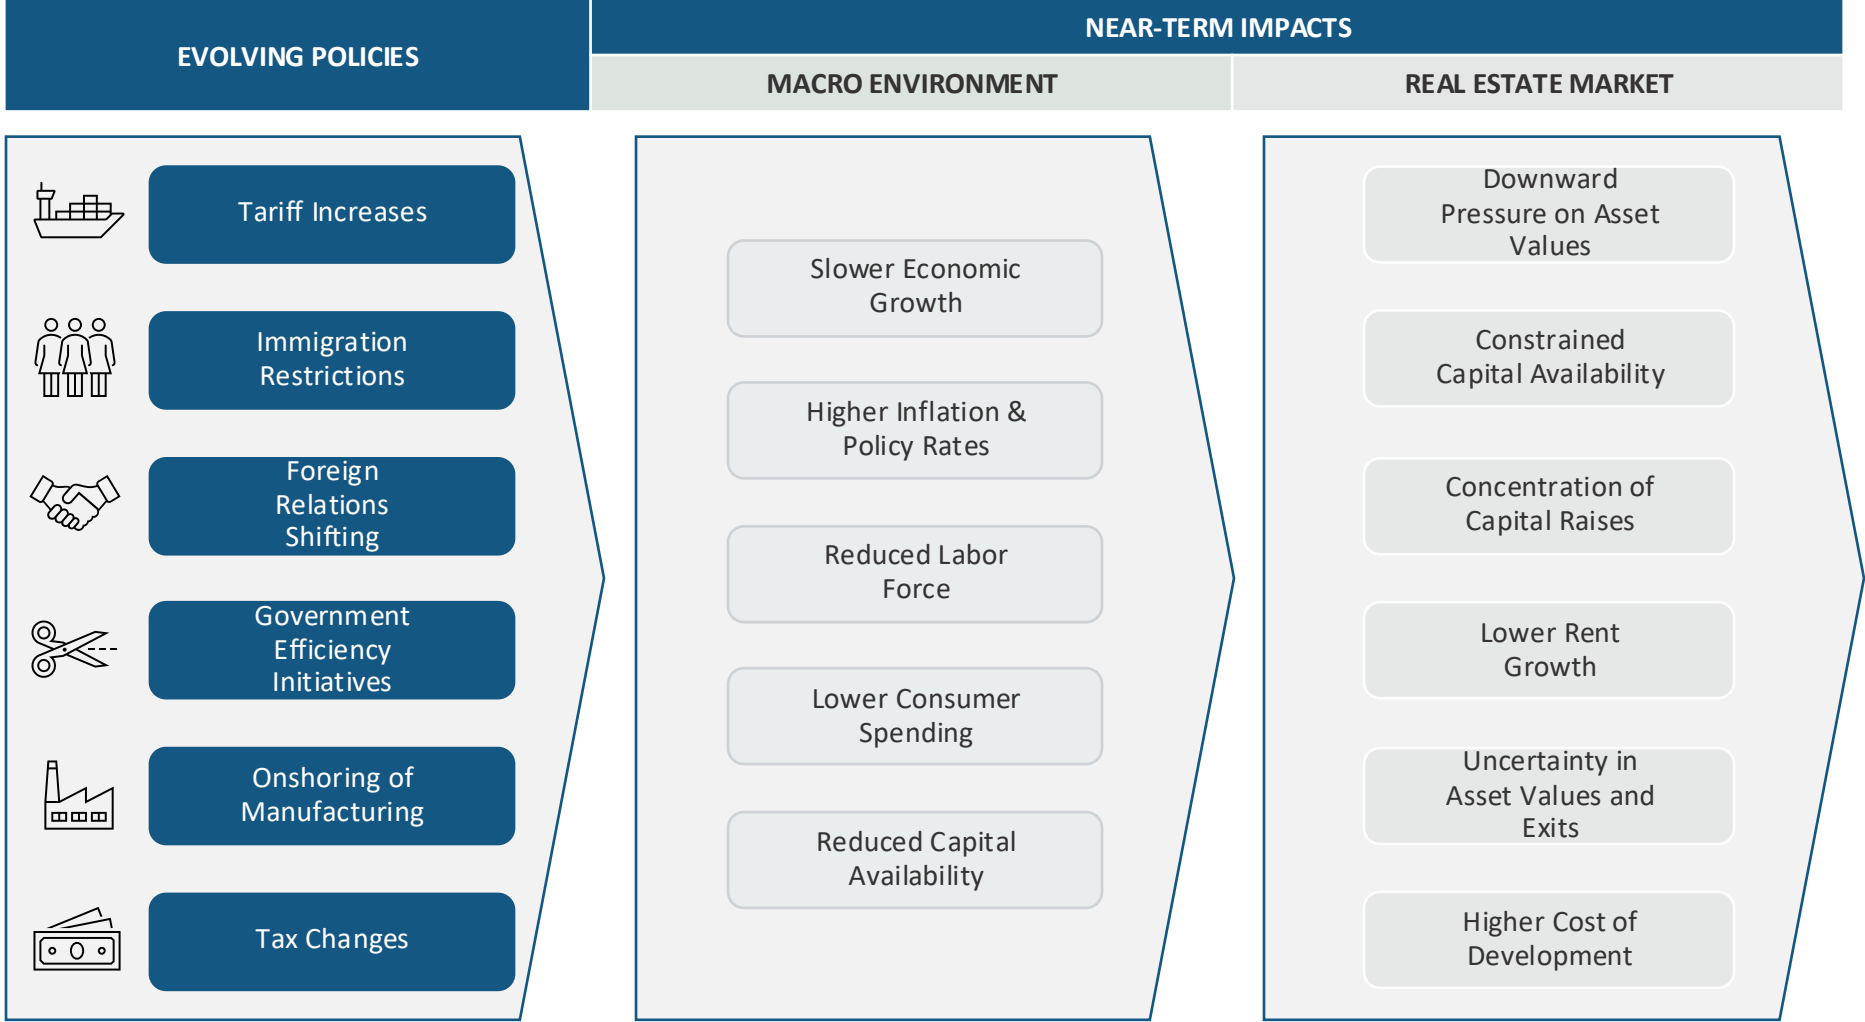 EVOLVING POLICIES
NEAR-TERM IMPACTS
MACRO ENVIRONMENT
REAL ESTATE MARKET
Tariff Increases
Immigration
Restrictions
Foreign
Relations
Shifting
Government
Efficiency
Initiatives
Onshoring of
Manufacturing
Tax Changes
Slower Economic
Growth
Higher Inflation &
Policy Rates
Reduced Labor
Force
Lower Consumer
Spending
Reduced Capital
Availability
Downward
Pressure on Asset
Values
Constrained
Capital Availability
Concentration of
Capital Raises
Lower Rent
Growth
Uncertainty in
Asset Values and
Exits
Higher Cost of
Development